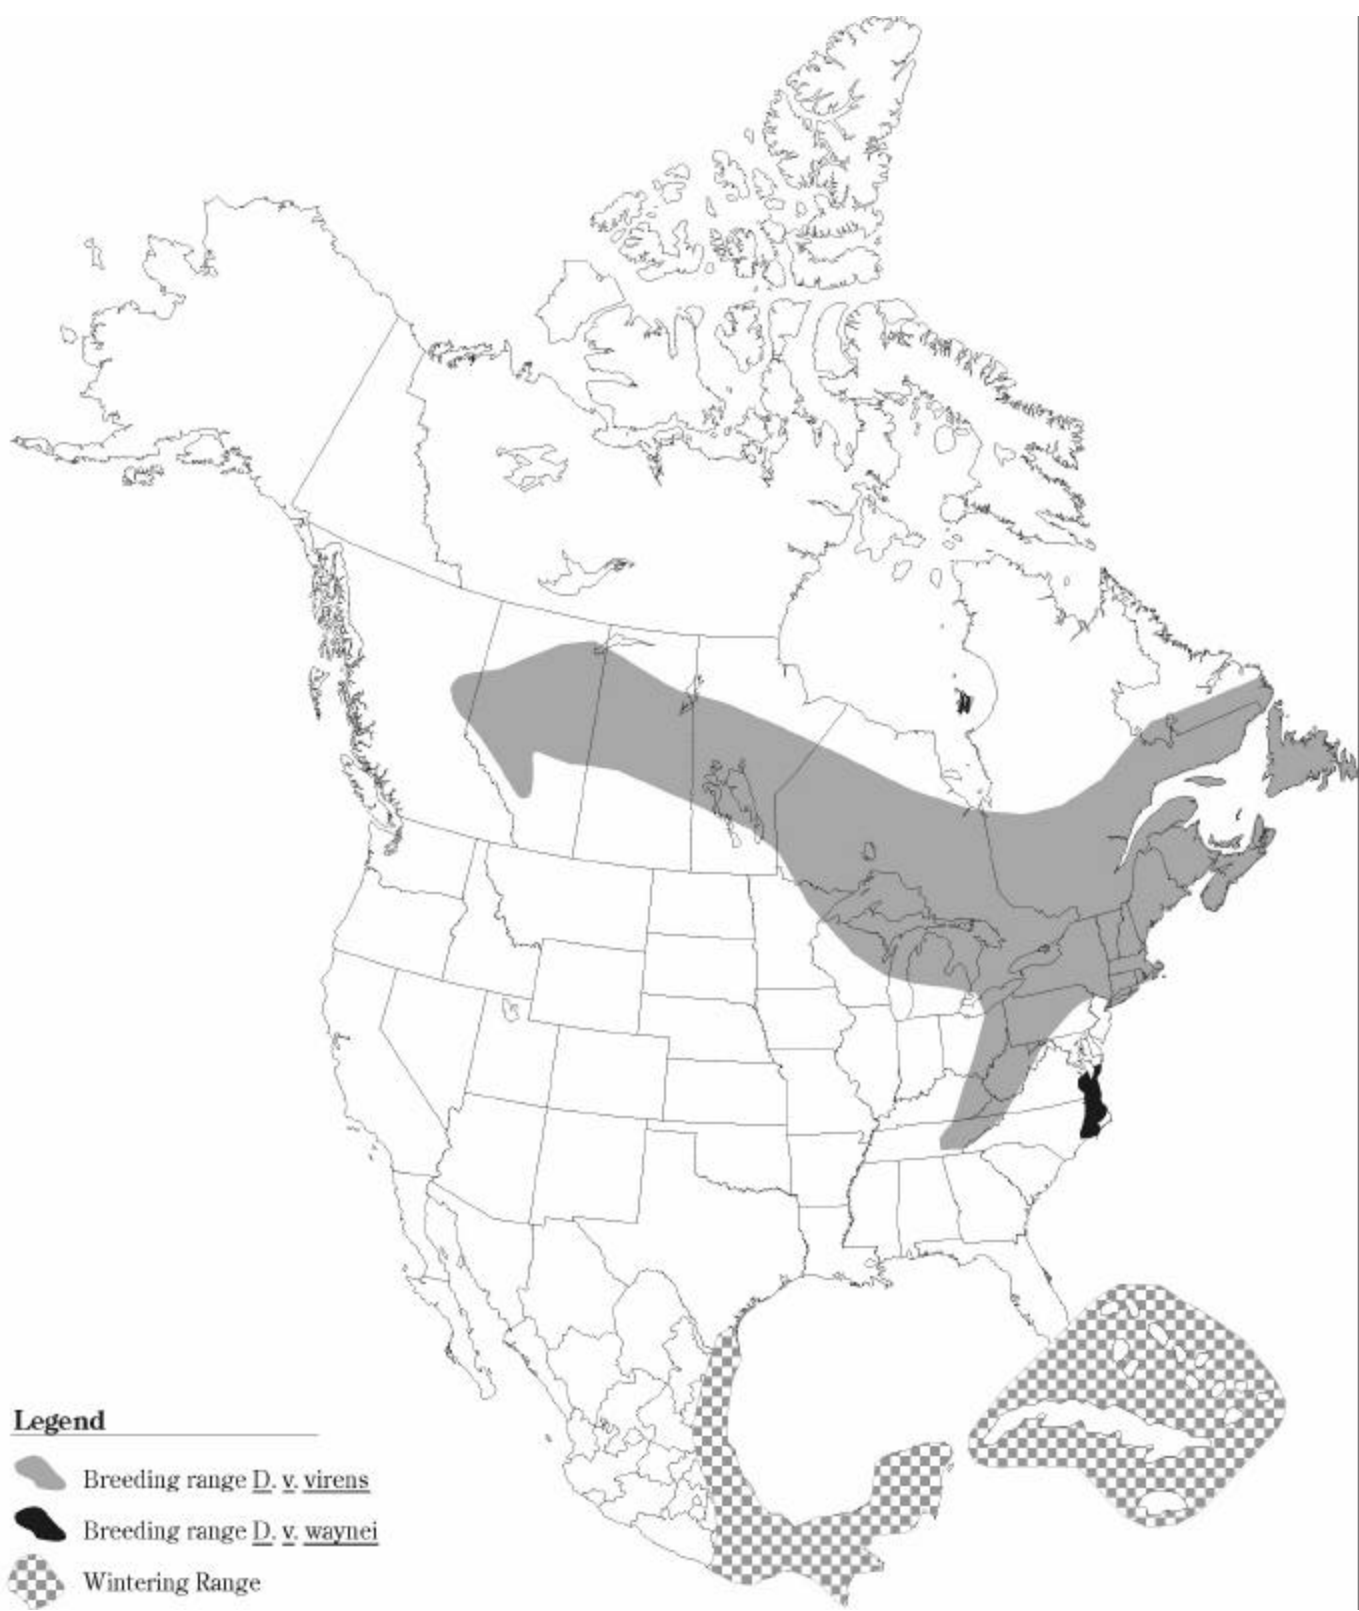 Legend
Breeding range D. v. virens
Breeding range D. v. waynei
Wintering Range